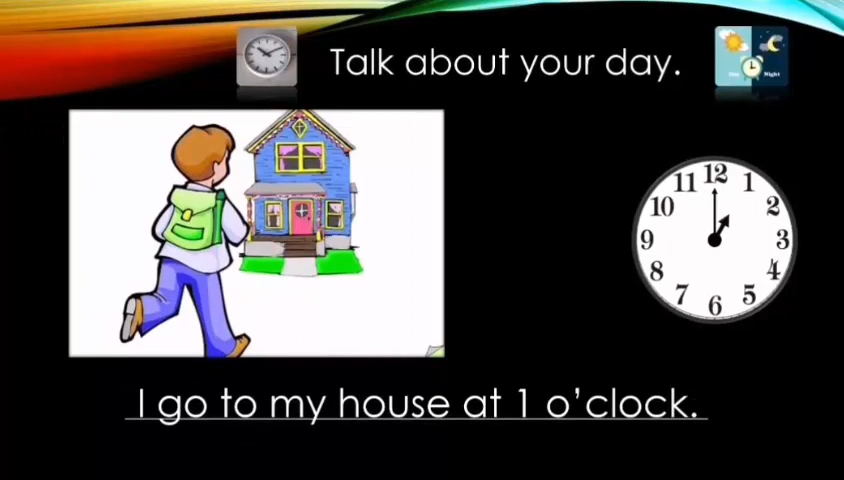 Talk about your day.
Day Night
11 12 1
10 2
9 3
8 4
7 6 5
I go to my house at 1 o’clock.